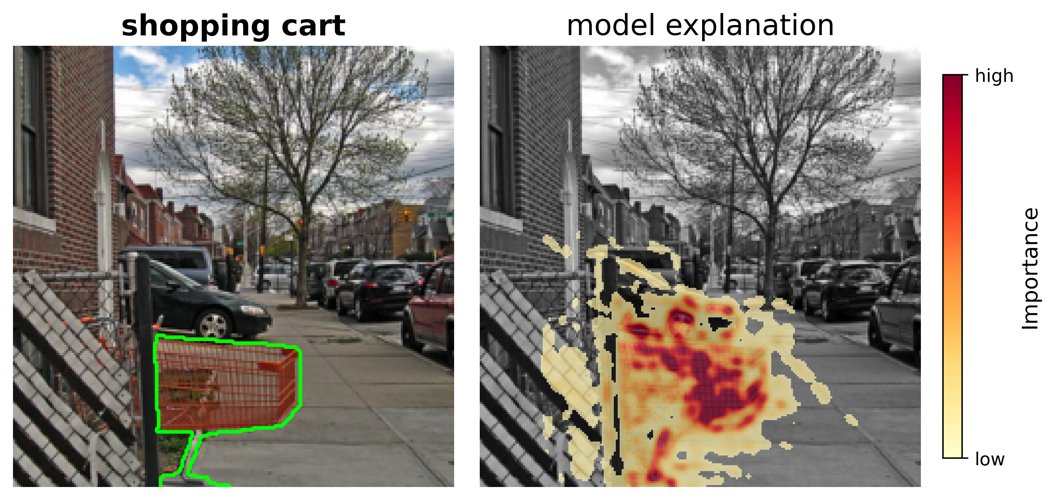 shopping cart
model explanation
high
Importance
low